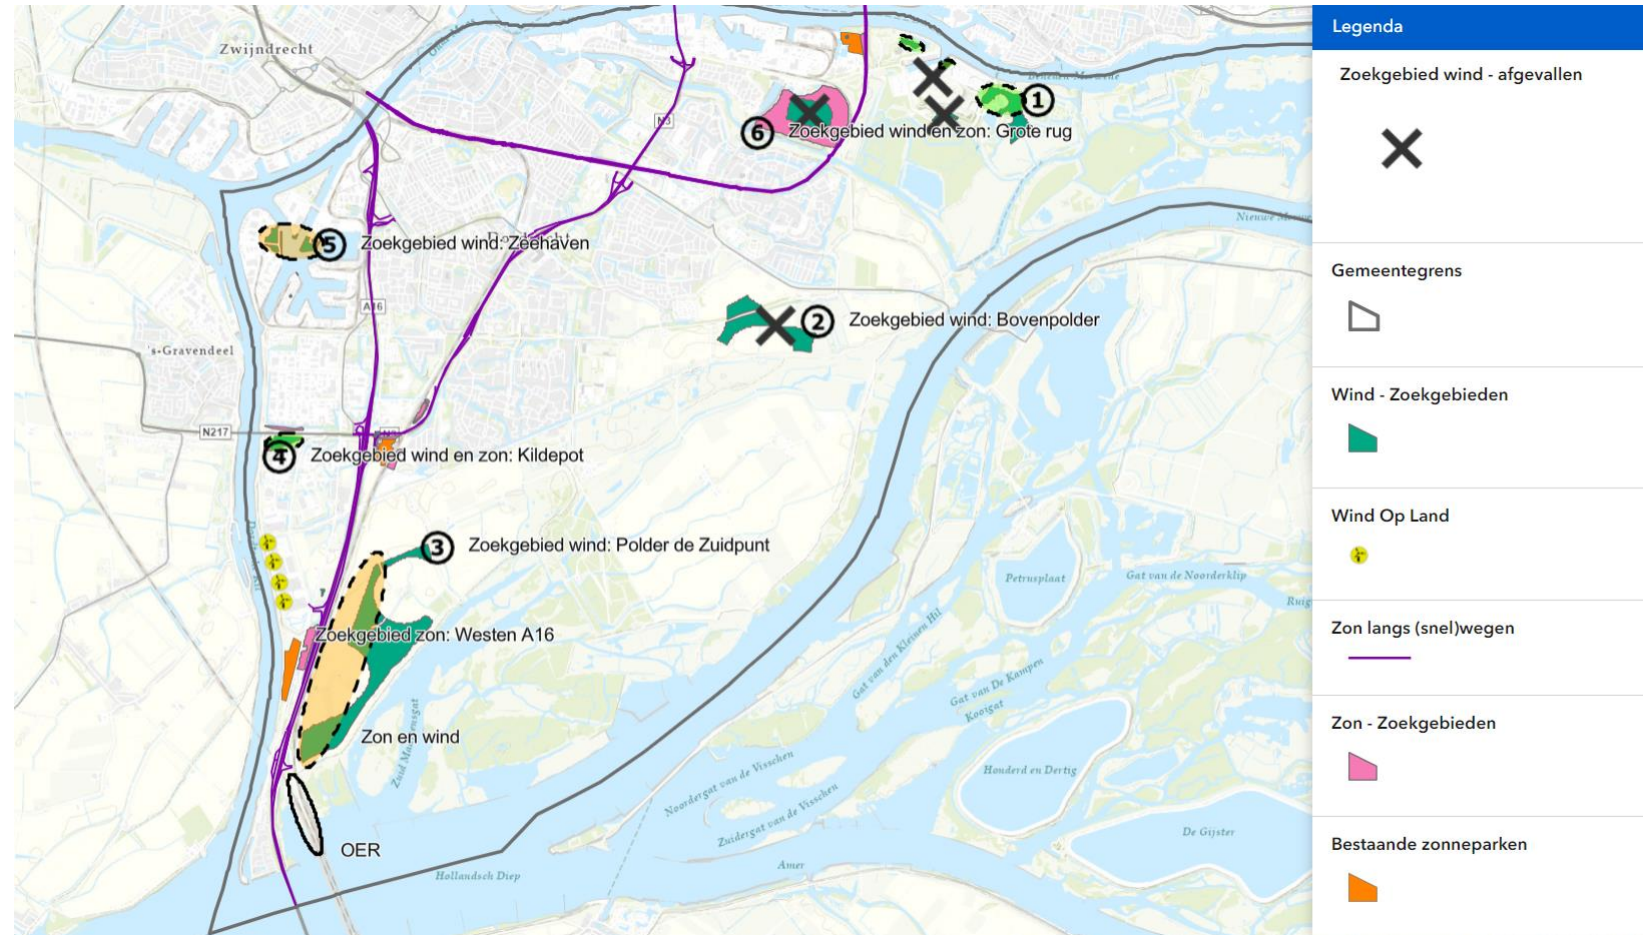 Zwijndrecht
Beneden Merwede
1
N3
6 Zoekgebied wind en zon: Grote rug
5 Zoekgebied wind: Zeehaven
A16
2 Zoekgebied wind: Bovenpolder
's-Gravendeel
N217
4 Zoekgebied wind en zon: Kildepot
3 Zoekgebied wind: Polder de Zuidpunt
Petrusplaat
Gat van de Noorderklip
Zoekgebied zon: Westen A16
Gat van den Kleinen Hil
Gat van De Kampen
Kooigat
Zon en wind
Noordergat van de Visschen
Honderd en Dertig
Zuidergat van de Visschen
De Gijster
OER
Amer
Hollandsch Diep
Legenda
Zoekgebied wind - afgevallen
Gemeentegrens
Wind - Zoekgebieden
Wind Op Land
Zon langs (snel)wegen
Zon - Zoekgebieden
Bestaande zonneparken